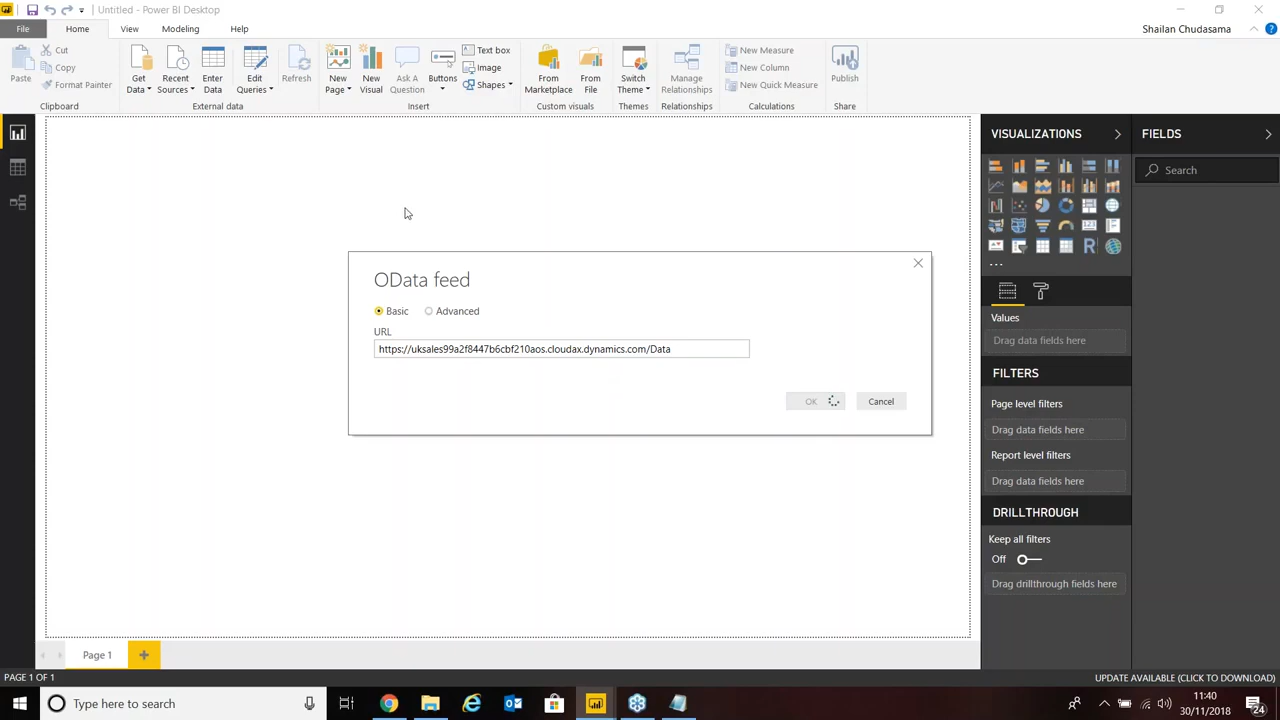 Untitled - Power BI Desktop
File
Home
View
Modeling
Help
Shailan Chudasama
Paste
Cut
Copy
Format Painter
Clipboard
Get Data
Recent Sources
Enter Data
Edit Queries
Refresh
External data
New Page
New Visual
Ask A Question
Buttons
Text box
Image
Shapes
Insert
From Marketplace
From File
Custom visuals
Switch Theme
Themes
Manage Relationships
Relationships
New Measure
New Column
New Quick Measure
Calculations
Publish
Share
OData feed
Basic
Advanced
URL
https://uksales99a2f8447b6cbf210aos.cloudax.dynamics.com/Data
OK
Cancel
VISUALIZATIONS
R
Values
Drag data fields here
FILTERS
Page level filters
Drag data fields here
Report level filters
Drag data fields here
DRILLTHROUGH
Keep all filters
Off
Drag drillthrough fields here
FIELDS
Search
Page 1
PAGE 1 OF 1
UPDATE AVAILABLE (CLICK TO DOWNLOAD)
Type here to search
11:40
30/11/2018
24